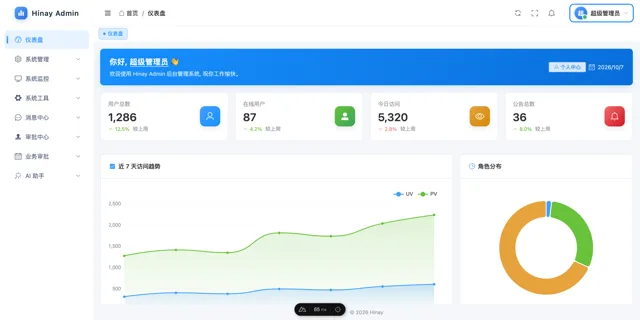 Hinay Admin
首页 / 仪表盘
超级管理员
仪表盘
仪表盘
系统管理
系统监控
系统工具
消息中心
审批中心
业务审批
AI 助手
你好, 超级管理员 👋
欢迎使用 Hinay Admin 后台管理系统, 祝你工作愉快。
个人中心
2026/10/7
用户总数
1,286
12.5% 较上周
在线用户
87
4.2% 较上周
今日访问
5,320
2.8% 较上周
公告总数
36
8.0% 较上周
近 7 天访问趋势
UV
PV
2,500
2,000
1,500
1,000
500
角色分布
65
© 2026 Hinay